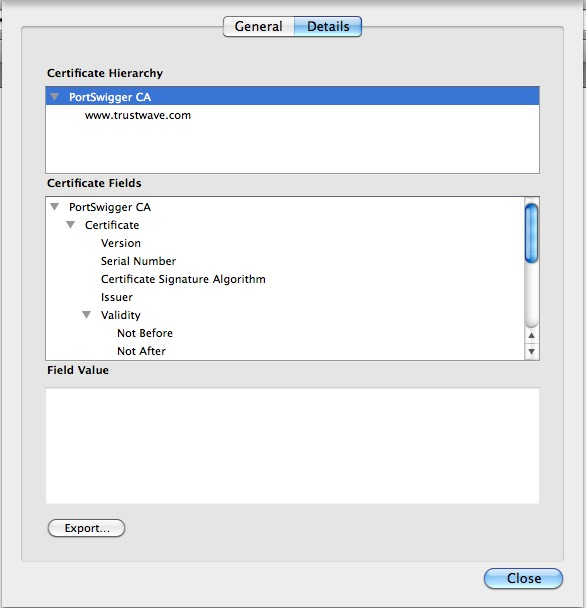 General Details
Certificate Hierarchy
PortSwigger CA
www.trustwave.com
Certificate Fields
PortSwigger CA
Certificate
Version
Serial Number
Certificate Signature Algorithm
Issuer
Validity
Not Before
Not After
Field Value
Export...
Close